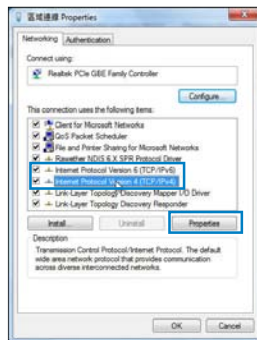 區域連線 Properties
Networking Authentication
Connect using:
Realtek PCIe GBE Family Controller
Configure...
This connection uses the following items:
Client for Microsoft Networks
QoS Packet Scheduler
File and Printer Sharing for Microsoft Networks
Rawether NDIS 6.X SPR Protocol Driver
Internet Protocol Version 6 (TCP/IPv6)
Internet Protocol Version 4 (TCP/IPv4)
Link-Layer Topology Discovery Mapper I/O Driver
Link-Layer Topology Discovery Responder
Install... Uninstall Properties
Description
Transmission Control Protocol/Internet Protocol. The default
wide area network protocol that provides communication
across diverse interconnected networks.
OK Cancel